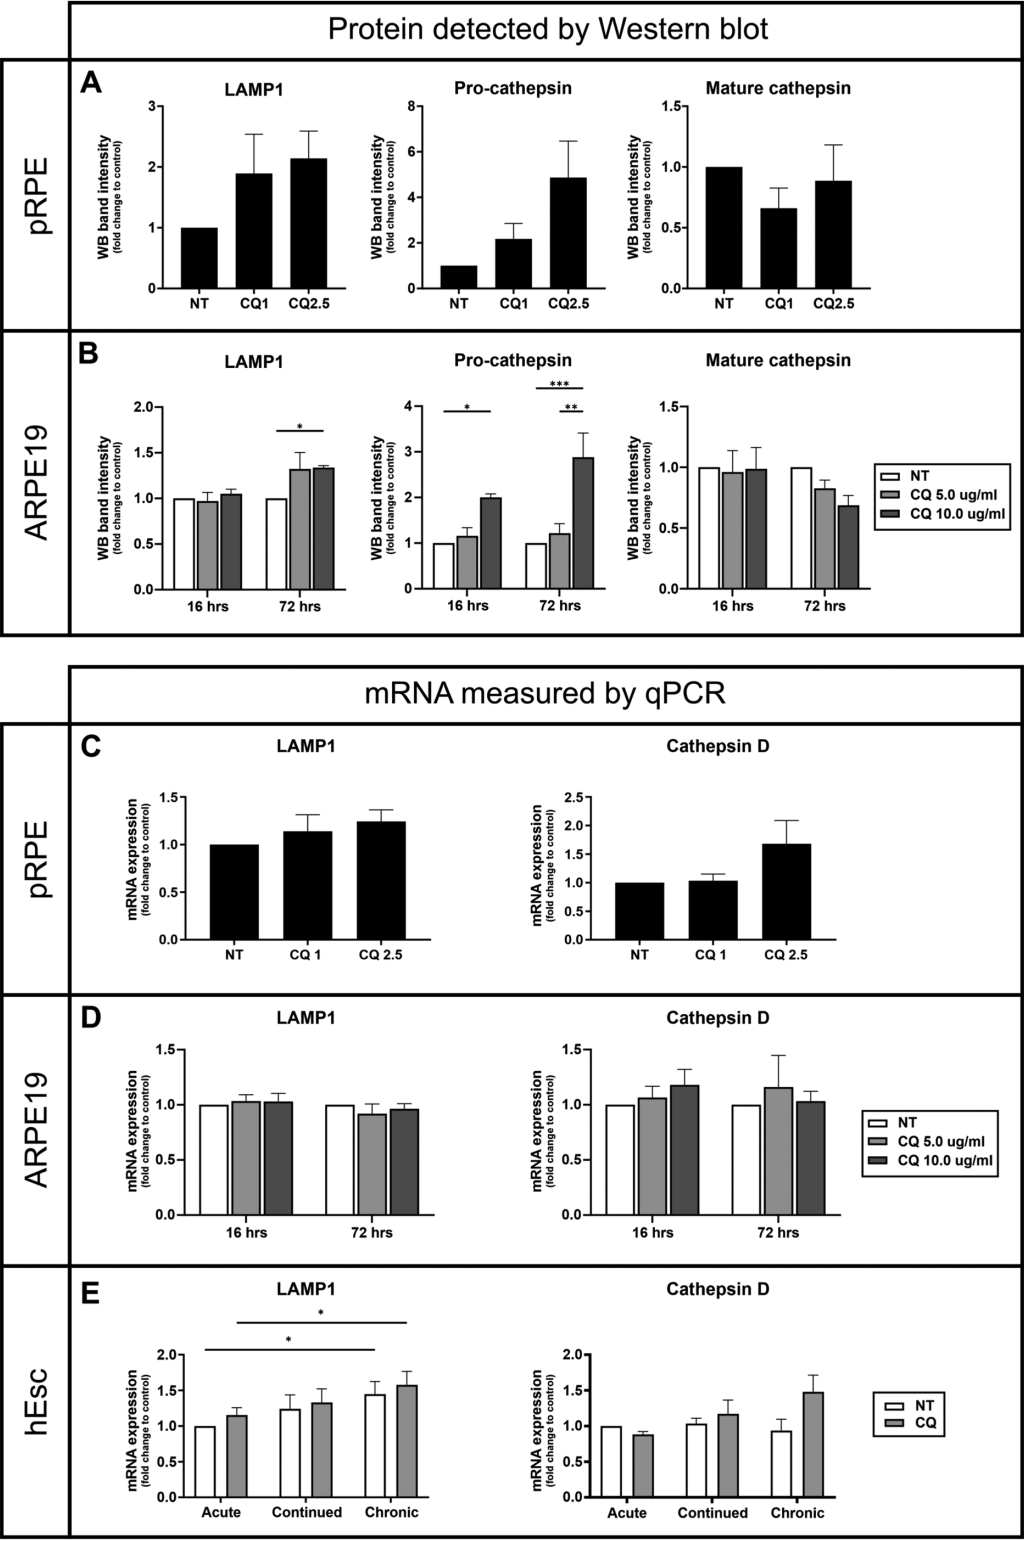 Protein detected by Western blot
pRPE
A
LAMP1
WB band intensity
(fold change to control)
3
2
1
0
NT CQ1 CQ2.5
Pro-cathepsin
WB band intensity
(fold change to control)
8
6
4
2
0
NT CQ1 CQ2.5
Mature cathepsin
WB band intensity
(fold change to control)
1.5
1.0
0.5
0.0
NT CQ1 CQ2.5
ARPE19
B
LAMP1
WB band intensity
(fold change to control)
2.0
1.5
1.0
0.5
0.0
*
16 hrs 72 hrs
Pro-cathepsin
WB band intensity
(fold change to control)
4
3
2
1
0
*
***
**
16 hrs 72 hrs
Mature cathepsin
WB band intensity
(fold change to control)
1.5
1.0
0.5
0.0
16 hrs 72 hrs
NT
CQ 5.0 ug/ml
CQ 10.0 ug/ml
mRNA measured by qPCR
pRPE
C
LAMP1
mRNA expression
(fold change to control)
1.5
1.0
0.5
0.0
NT CQ 1 CQ 2.5
Cathepsin D
mRNA expression
(fold change to control)
2.5
2.0
1.5
1.0
0.5
0.0
NT CQ 1 CQ 2.5
ARPE19
D
LAMP1
mRNA expression
(fold change to control)
1.5
1.0
0.5
0.0
16 hrs 72 hrs
Cathepsin D
mRNA expression
(fold change to control)
1.5
1.0
0.5
0.0
16 hrs 72 hrs
NT
CQ 5.0 ug/ml
CQ 10.0 ug/ml
hEsc
E
LAMP1
*
*
mRNA expression
(fold change to control)
2.0
1.5
1.0
0.5
0.0
Acute Continued Chronic
Cathepsin D
mRNA expression
(fold change to control)
2.0
1.5
1.0
0.5
0.0
Acute Continued Chronic
NT
CQ